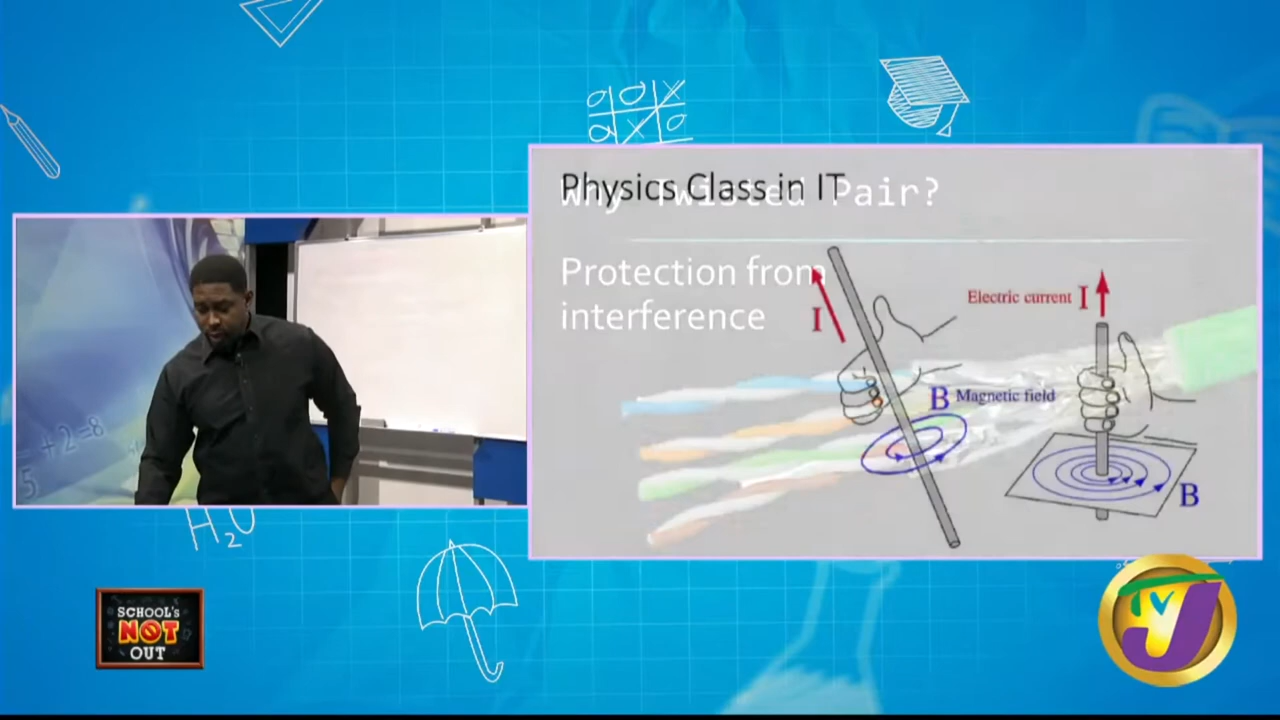 Physics Class in IT
Why Twisted Pair?
Protection from
interference
I
Electric current I
B Magnetic field
B
5 + 2 = 8
H₂O
SCHOOL's
NOT
OUT
TVJ